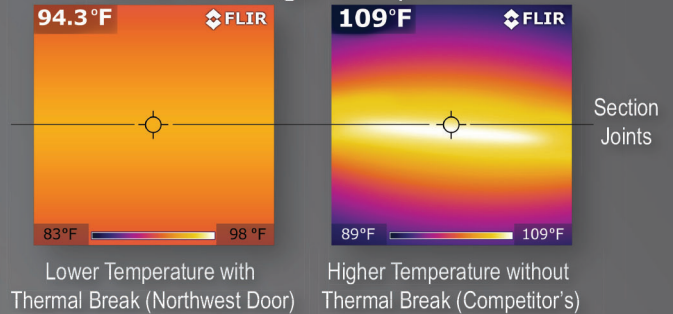 94.3°F FLIR
109°F FLIR
Section
Joints
83°F 98 °F
89°F 109°F
Lower Temperature with
Thermal Break (Northwest Door)
Higher Temperature without
Thermal Break (Competitor's)